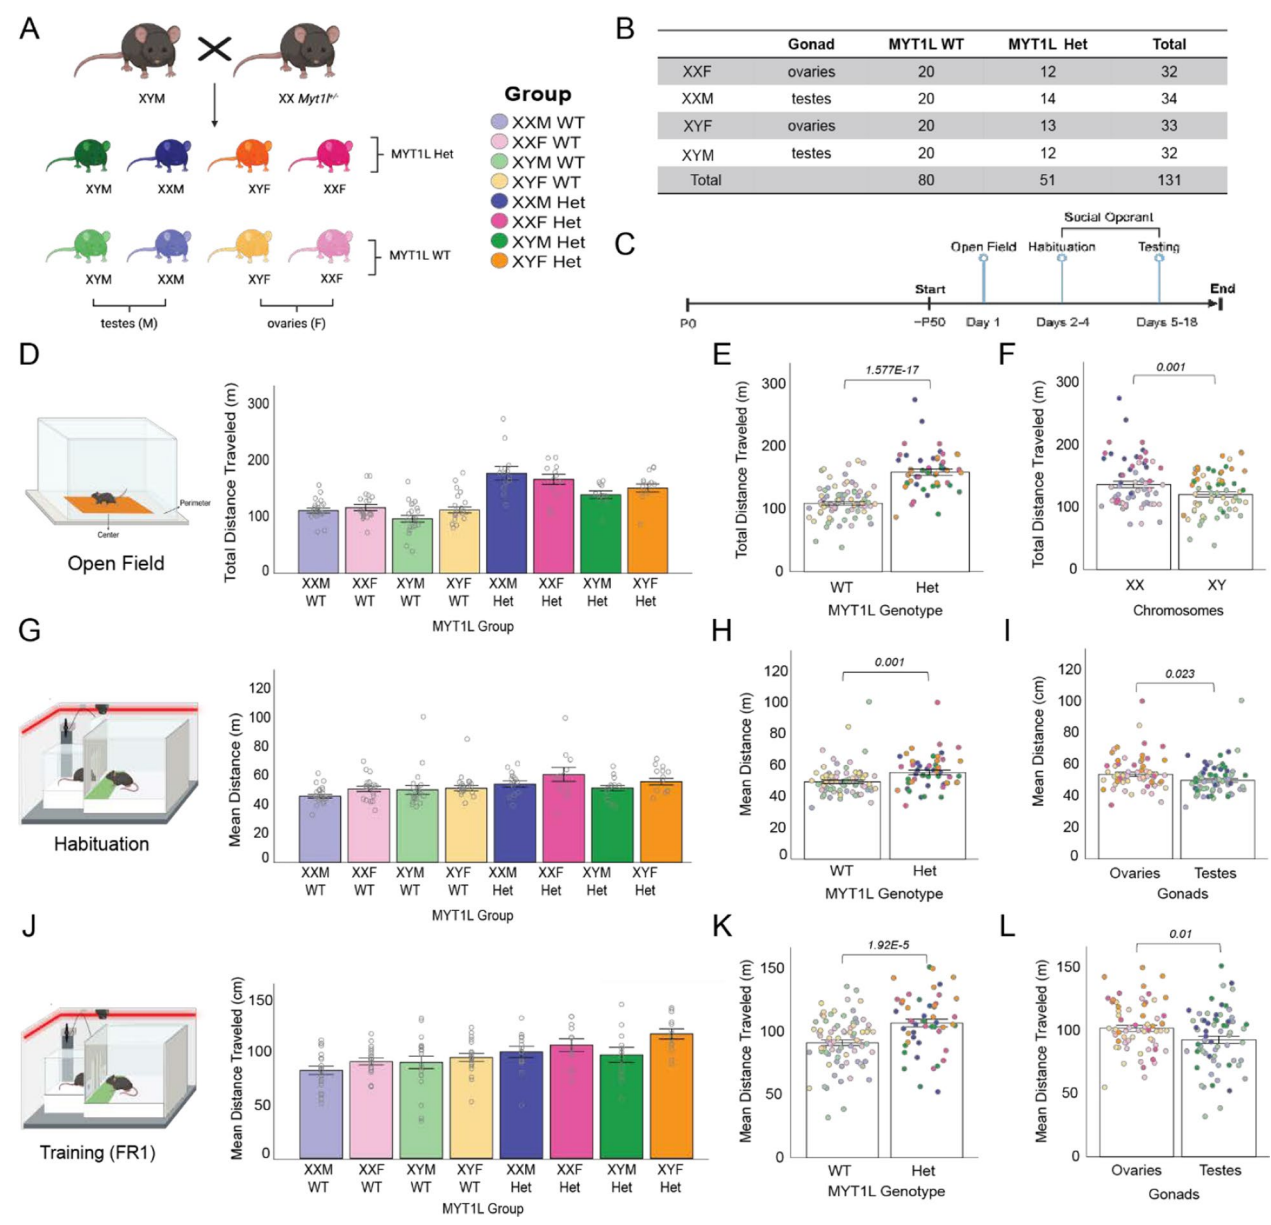 A
XYM
XX Myt1l+/-
MYT1L Het
XYM XXM XYF XXF
MYT1L WT
XYM XXM XYF XXF
testes (M) ovaries (F)
Group
XXM WT
XXF WT
XYM WT
XYF WT
XXM Het
XXF Het
XYM Het
XYF Het
B
Gonad MYT1L WT MYT1L Het Total
XXF ovaries 20 12 32
XXM testes 20 14 34
XYF ovaries 20 13 33
XYM testes 20 12 32
Total 80 51 131
C
Social Operant
Open Field Habituation Testing
Start End
P0 ~P50 Day 1 Days 2-4 Days 5-18
D
Perimeter
Center
Open Field
Total Distance Traveled (m)
300
200
100
0
XXM XXF XYM XYF XXM XXF XYM XYF
WT WT WT WT Het Het Het Het
MYT1L Group
E
1.577E-17
Total Distance Traveled (m)
300
200
100
0
WT Het
MYT1L Genotype
F
0.001
Total Distance Traveled (m)
300
200
100
0
XX XY
Chromosomes
G
Habituation
Mean Distance (m)
120
100
80
60
40
20
0
XXM XXF XYM XYF XXM XXF XYM XYF
WT WT WT WT Het Het Het Het
MYT1L Group
H
0.001
Mean Distance (m)
120
100
80
60
40
20
0
WT Het
MYT1L Genotype
I
0.023
Mean Distance (cm)
120
100
80
60
40
20
0
Ovaries Testes
Gonads
J
Training (FR1)
Mean Distance Traveled (cm)
150
100
50
0
XXM XXF XYM XYF XXM XXF XYM XYF
WT WT WT WT Het Het Het Het
MYT1L Group
K
1.92E-5
Mean Distance Traveled (m)
150
100
50
0
WT Het
MYT1L Genotype
L
0.01
Mean Distance Traveled (m)
150
100
50
0
Ovaries Testes
Gonads